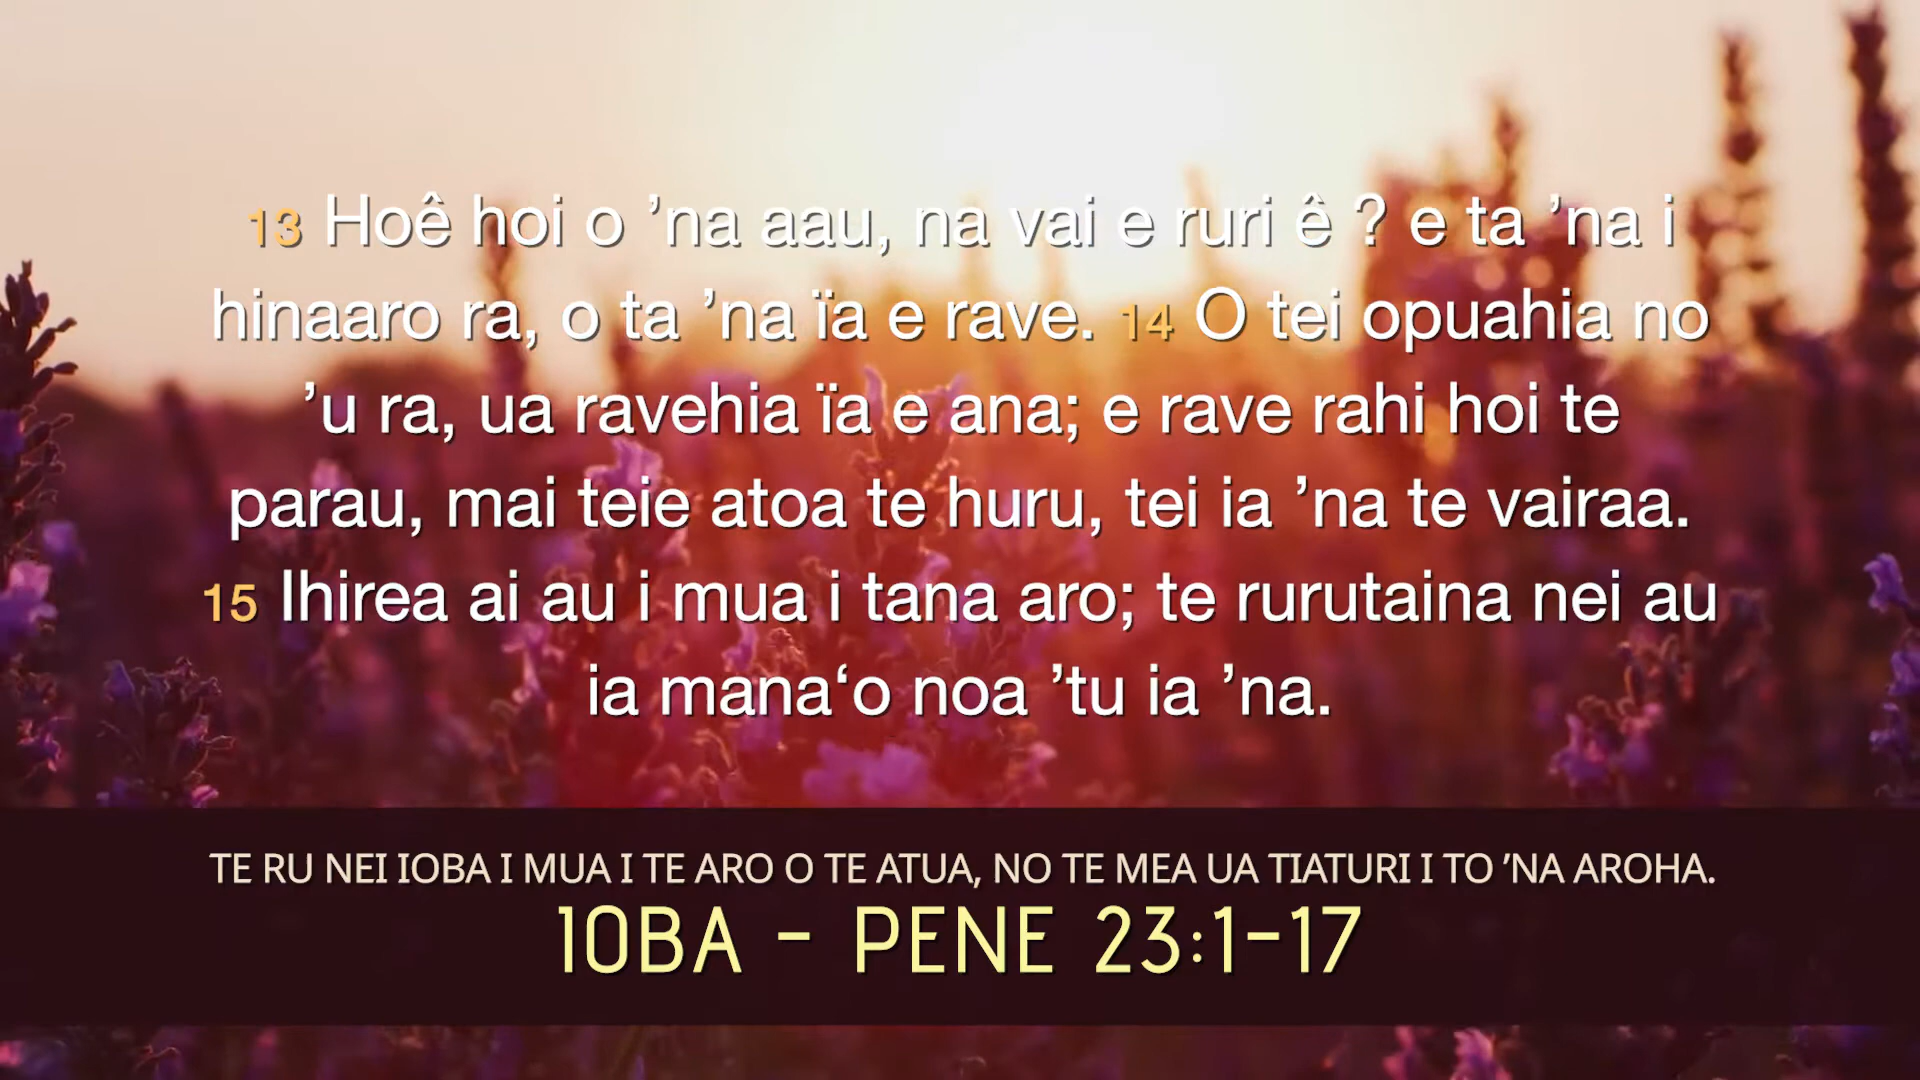 13 Hoê hoi o ’na aau, na vai e ruri ê ? e ta ’na i
hinaaro ra, o ta ’na ïa e rave. 14 O tei opuahia no
’u ra, ua ravehia ïa e ana; e rave rahi hoi te
parau, mai teie atoa te huru, tei ia ’na te vairaa.
15 Ihirea ai au i mua i tana aro; te rurutaina nei au
ia mana‘o noa ’tu ia ’na.
TE RU NEI IOBA I MUA I TE ARO O TE ATUA, NO TE MEA UA TIATURI I TO ’NA AROHA.
IOBA - PENE 23:1-17